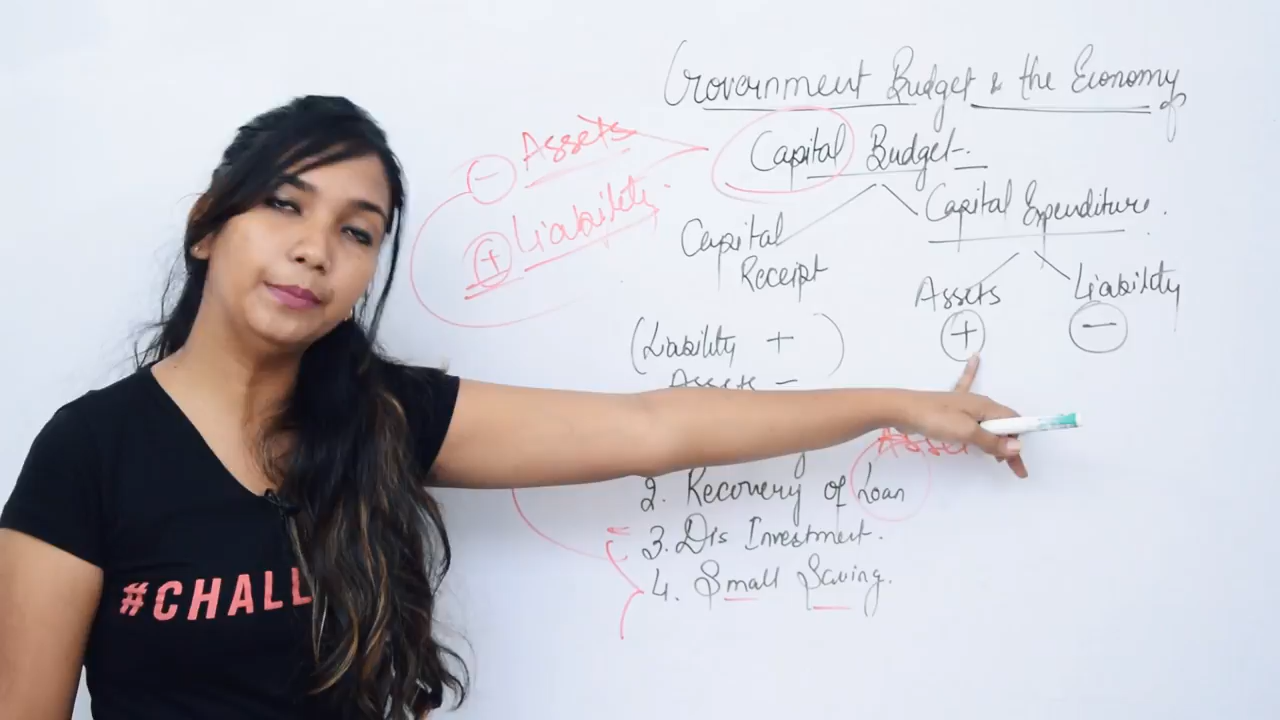 Government Budget & the Economy
Capital Budget-.
- Assets
+ Liability.
Capital Expenditure.
Capital
Receipt
Assets
Liability
+
-
(Liability +)
Assets -
2. Recovery of Loan
3. Dis Investment.
4. Small Saving.
#CHALL